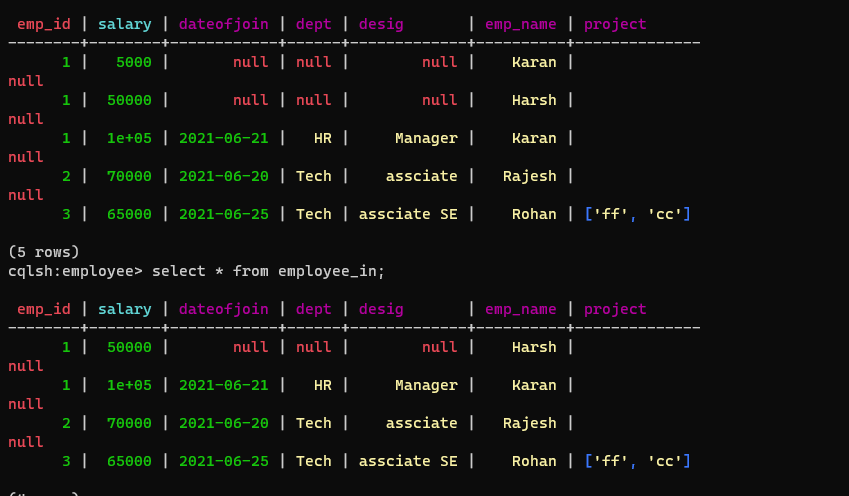 emp_id | salary | dateofjoin | dept | desig       | emp_name | project
--------+--------+------------+------+-------------+----------+--------------
      1 |   5000 |       null | null |        null |    Karan |
null
      1 |  50000 |       null | null |        null |    Harsh |
null
      1 |  1e+05 | 2021-06-21 |   HR |     Manager |    Karan |
null
      2 |  70000 | 2021-06-20 | Tech |    assciate |   Rajesh |
null
      3 |  65000 | 2021-06-25 | Tech | assciate SE |    Rohan | ['ff', 'cc']

(5 rows)
cqlsh:employee> select * from employee_in;

 emp_id | salary | dateofjoin | dept | desig       | emp_name | project
--------+--------+------------+------+-------------+----------+--------------
      1 |  50000 |       null | null |        null |    Harsh |
null
      1 |  1e+05 | 2021-06-21 |   HR |     Manager |    Karan |
null
      2 |  70000 | 2021-06-20 | Tech |    assciate |   Rajesh |
null
      3 |  65000 | 2021-06-25 | Tech | assciate SE |    Rohan | ['ff', 'cc']